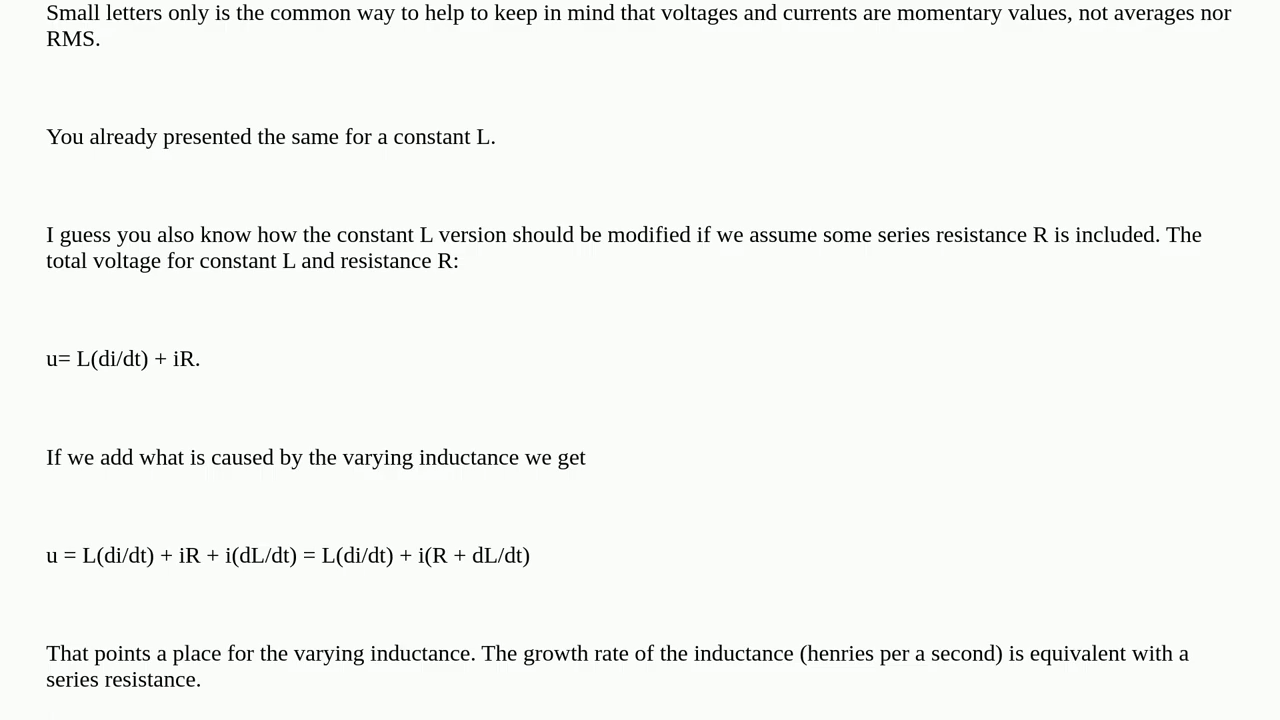 Small letters only is the common way to help to keep in mind that voltages and currents are momentary values, not averages nor
RMS.
You already presented the same for a constant L.
I guess you also know how the constant L version should be modified if we assume some series resistance R is included. The
total voltage for constant L and resistance R:
u= L(di/dt) + iR.
If we add what is caused by the varying inductance we get
u = L(di/dt) + iR + i(dL/dt) = L(di/dt) + i(R + dL/dt)
That points a place for the varying inductance. The growth rate of the inductance (henries per a second) is equivalent with a
series resistance.